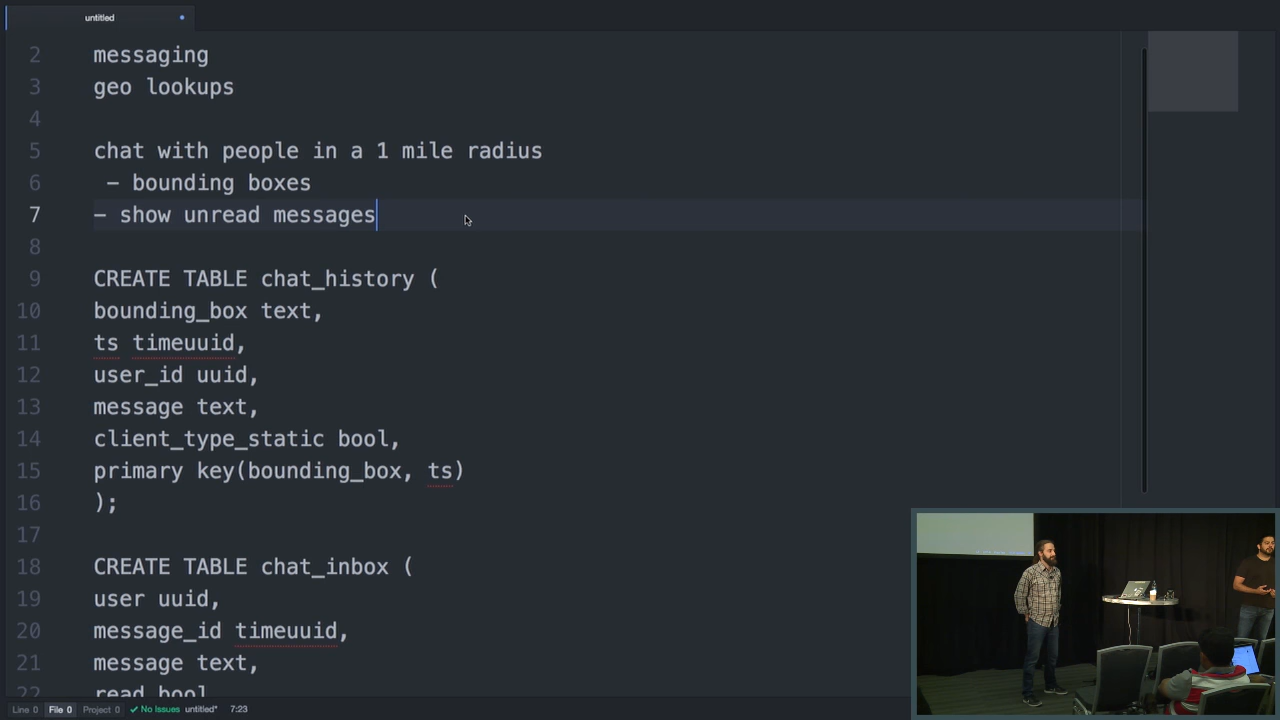 untitled
2 messaging
3 geo lookups
4
5 chat with people in a 1 mile radius
6 – bounding boxes
7 – show unread messages
8
9 CREATE TABLE chat_history (
10 bounding_box text,
11 ts timeuuid,
12 user_id uuid,
13 message text,
14 client_type_static bool,
15 primary key(bounding_box, ts)
16 );
17
18 CREATE TABLE chat_inbox (
19 user uuid,
20 message_id timeuuid,
21 message text,
22 read bool
Line 0 File 0 Project 0 ✓ No Issues untitled* 7:23